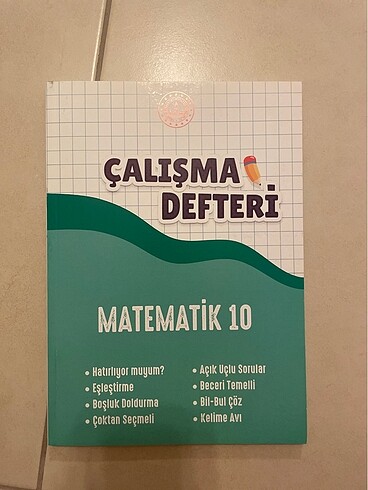 ÇALIŞMA
DEFTERİ
MATEMATİK 10
• Hatırlıyor muyum?
• Eşleştirme
• Boşluk Doldurma
• Çoktan Seçmeli
• Açık Uçlu Sorular
• Beceri Temelli
• Bil-Bul Çöz
• Kelime Avı